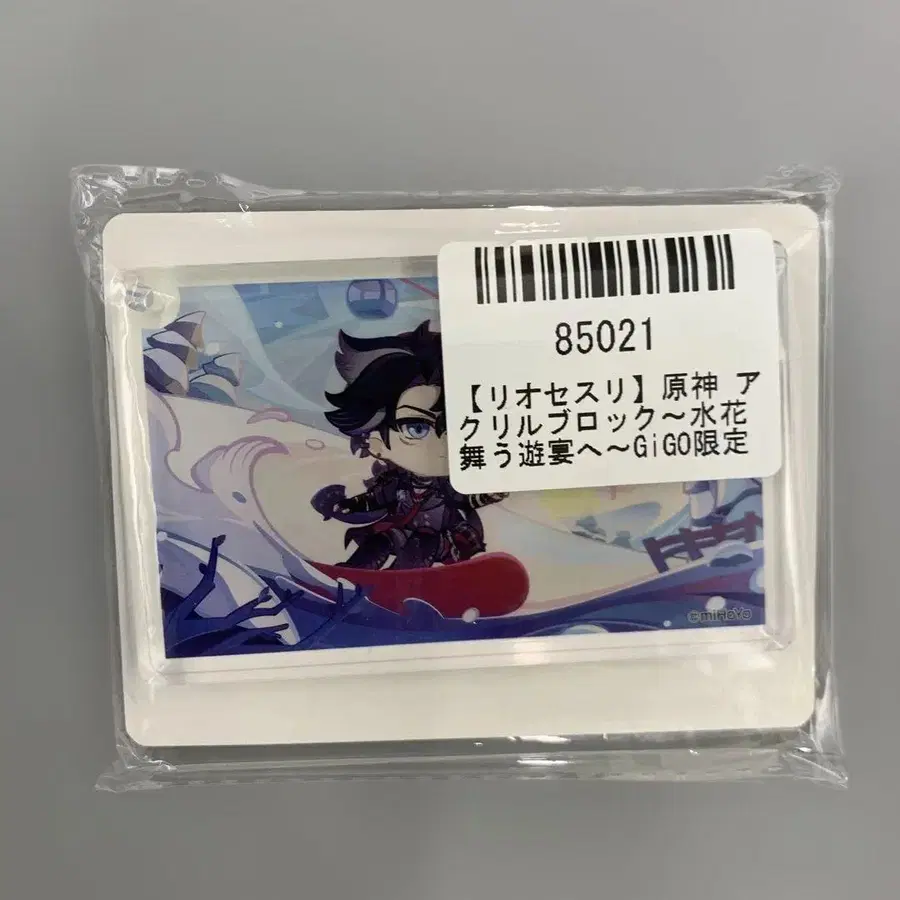 85021
【リオセスリ】原神 ア
クリルブロック～水花
舞う遊宴へ～GiGO限定
©miHoYo